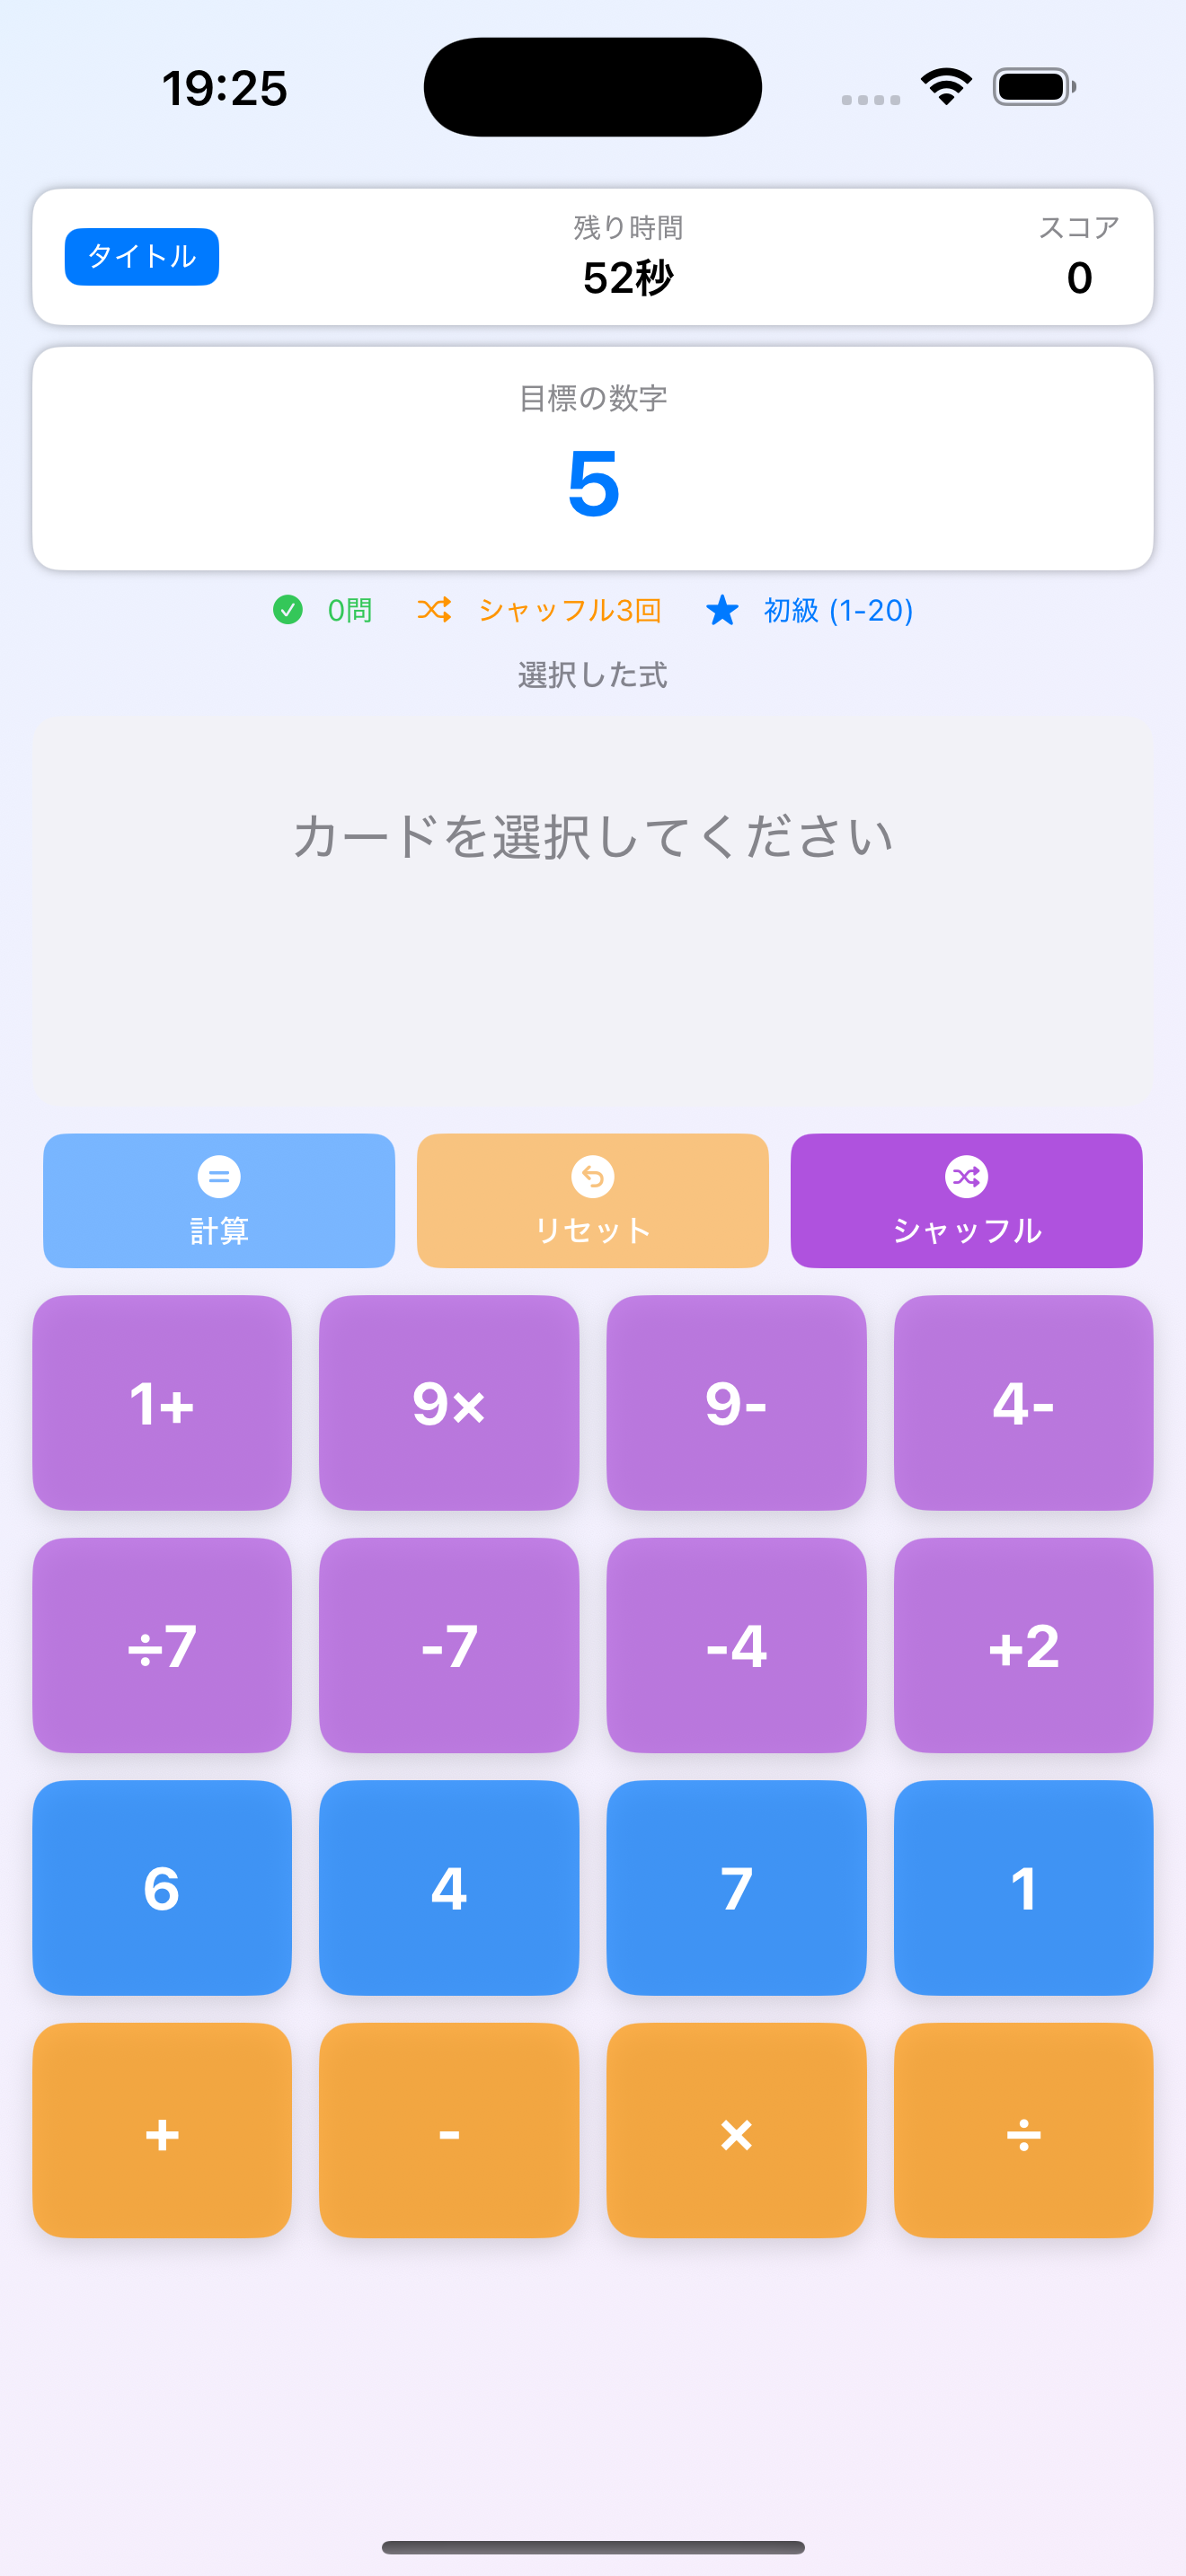 19:25
タイトル
残り時間
52秒
スコア
0
目標の数字
5
0問 シャッフル3回 初級 (1-20)
選択した式
カードを選択してください
計算 リセット シャッフル
1+ 9× 9- 4-
÷7 -7 -4 +2
6 4 7 1
+ - × ÷